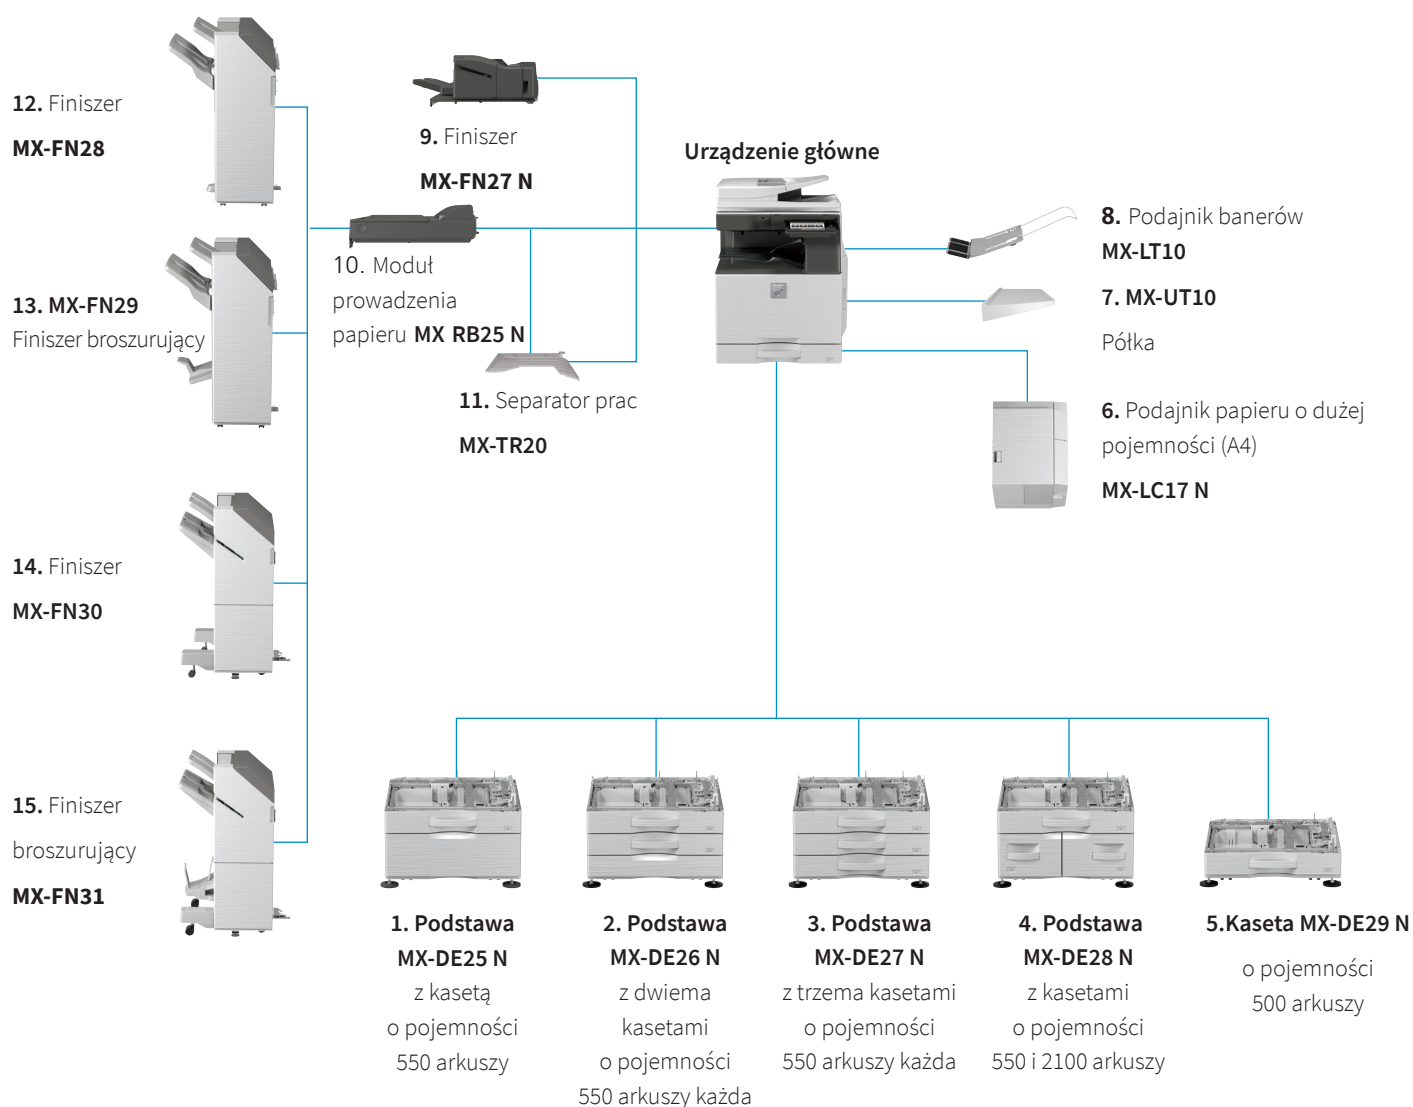 12. Finiszer
MX-FN28
9. Finiszer
MX-FN27 N
Urządzenie główne
8. Podajnik banerów
MX-LT10
7. MX-UT10
Półka
10. Moduł
prowadzenia
papieru MX RB25 N
13. MX-FN29
Finiszer broszurujący
11. Separator prac
MX-TR20
6. Podajnik papieru o dużej
pojemności (A4)
MX-LC17 N
14. Finiszer
MX-FN30
15. Finiszer
broszurujący
MX-FN31
1. Podstawa
MX-DE25 N
z kasetą
o pojemności
550 arkuszy
2. Podstawa
MX-DE26 N
z dwiema
kasetami
o pojemności
550 arkuszy każda
3. Podstawa
MX-DE27 N
z trzema kasetami
o pojemności
550 arkuszy każda
4. Podstawa
MX-DE28 N
z kasetami
o pojemności
550 i 2100 arkuszy
5.Kaseta MX-DE29 N
o pojemności
500 arkuszy